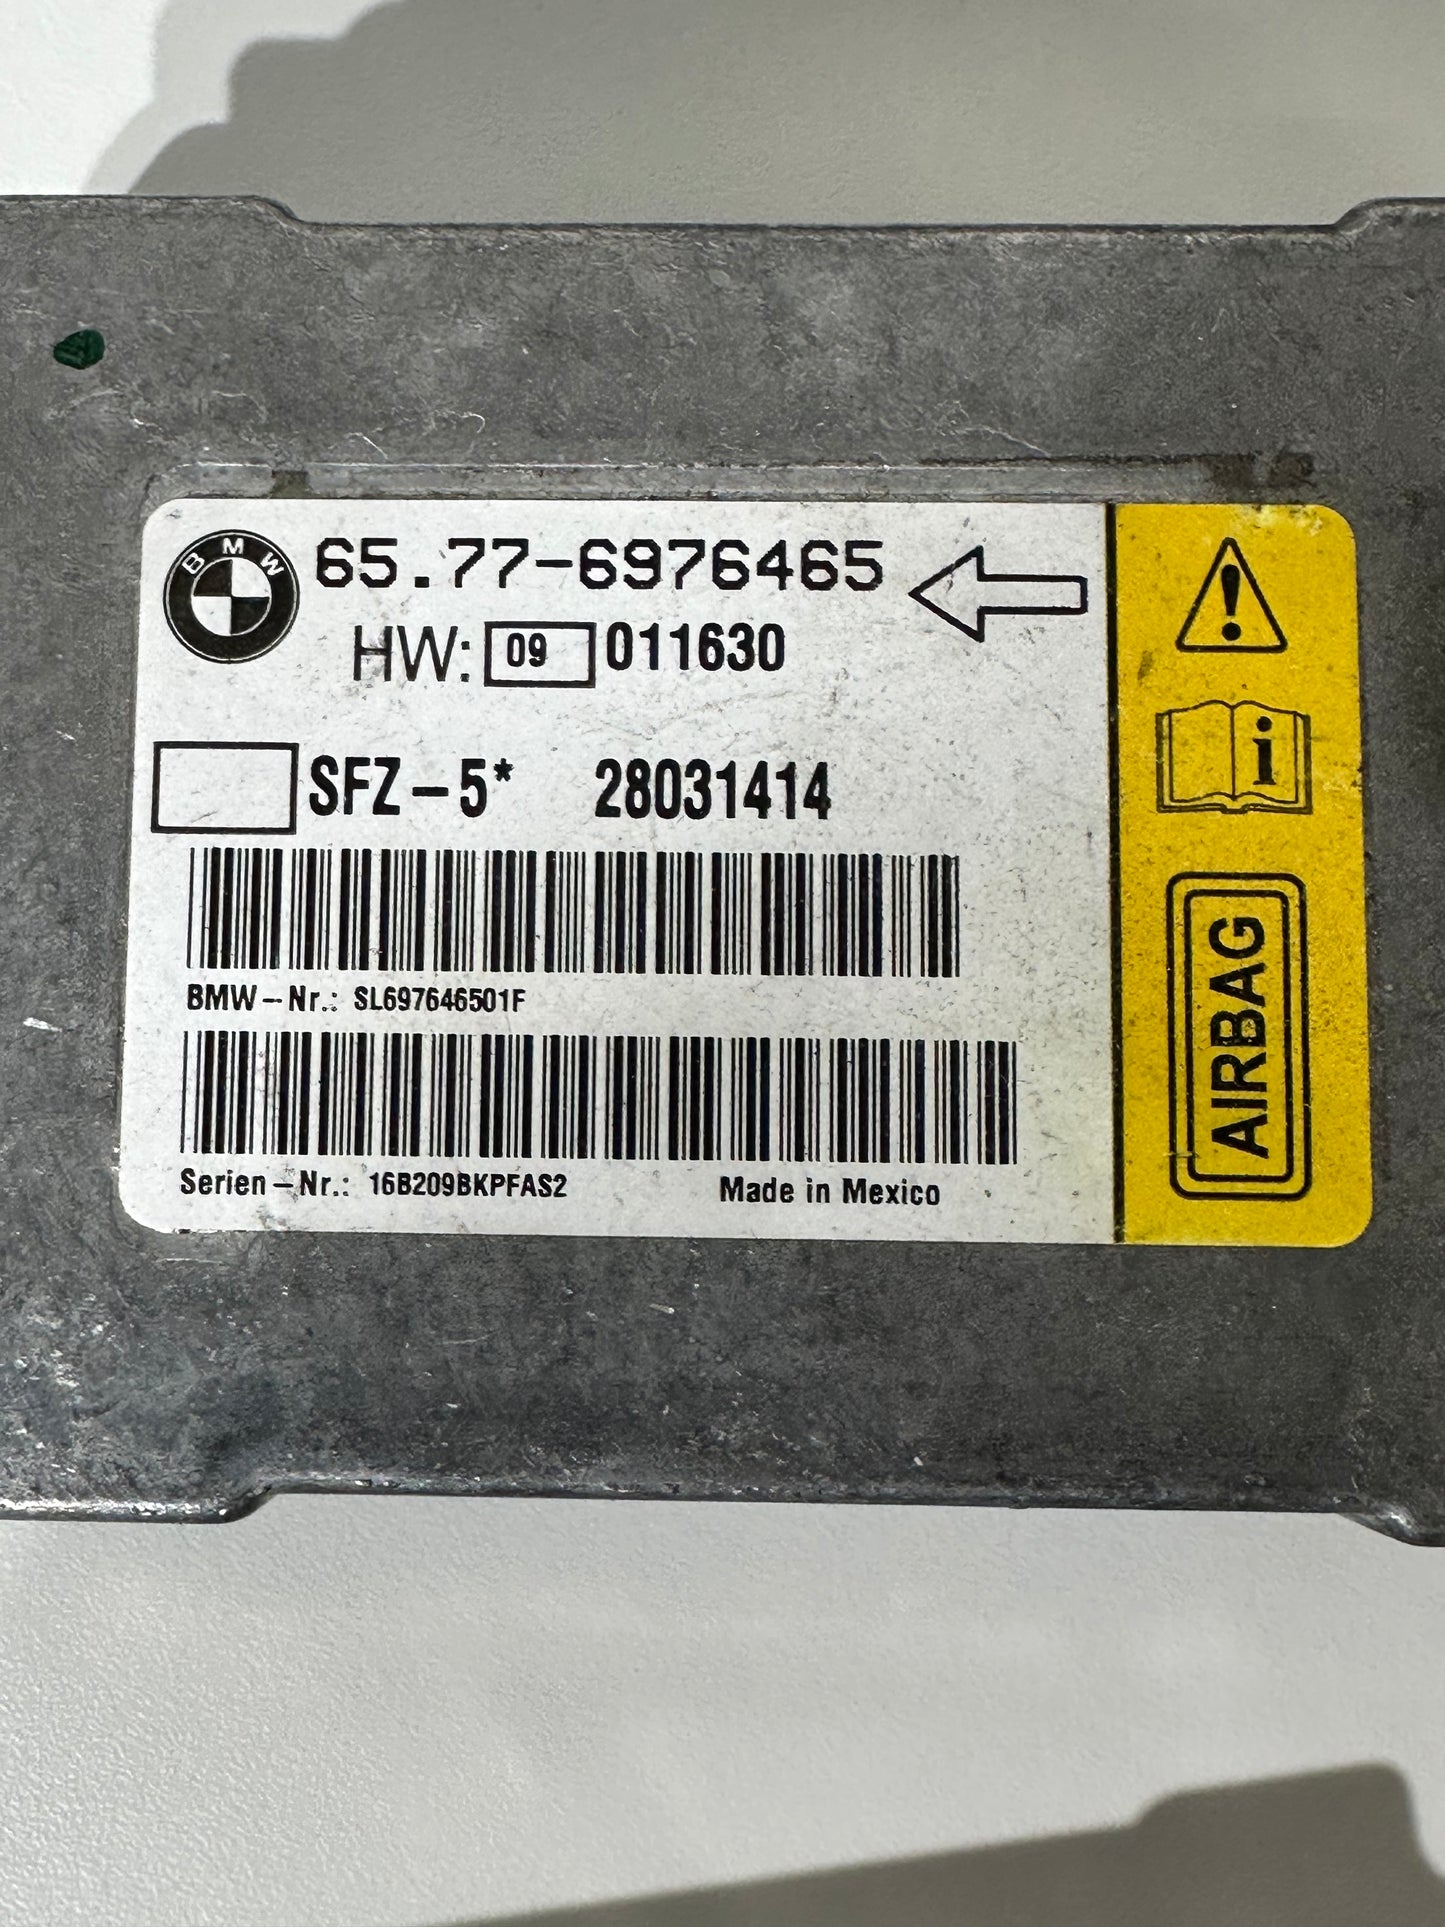 BMW
65.77-6976465
HW: 09 011630
SFZ-5* 28031414
BMW-Nr.: SL697646501F
Serien-Nr.: 16B209BKPFAS2 Made in Mexico
i
AIRBAG